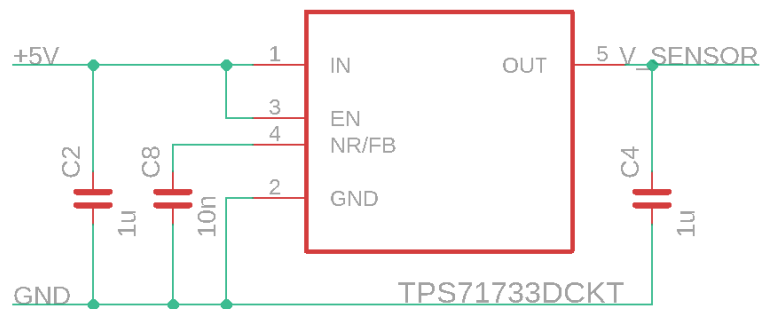 +5V
1
IN
OUT
5
V_SENSOR
3
EN
4
NR/FB
C2
1u
C8
10n
2
GND
C4
1u
GND
TPS71733DCKT